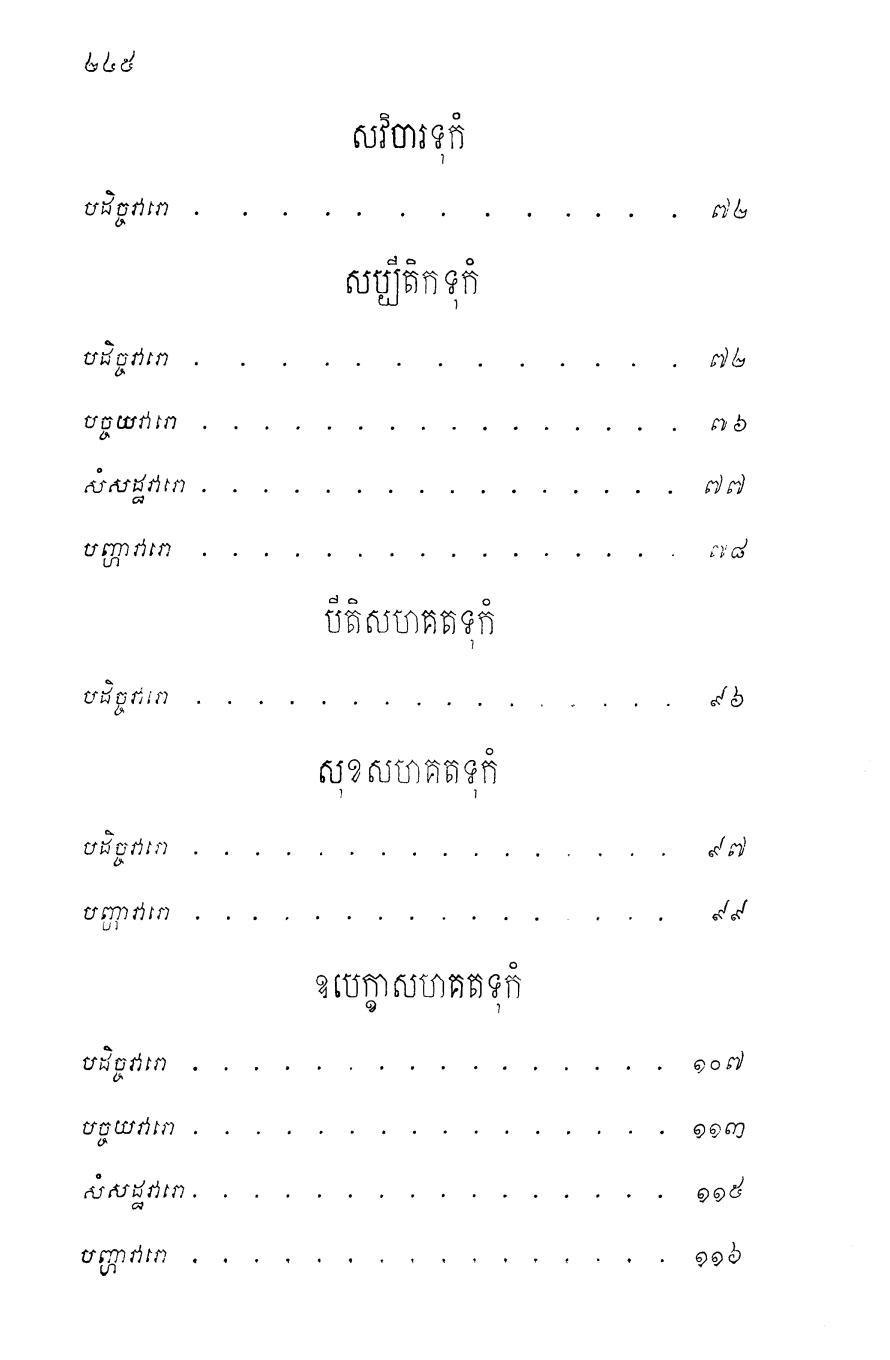 ២៤៥
សវិចារទុកំ
បដិច្ចវារោ . . . . . . . . . . . . ៧២
សប្បីតិកទុកំ
បដិច្ចវារោ . . . . . . . . . . . . ៧២
បច្ចយវារោ . . . . . . . . . . . . . . . . ៧៦
សំសដ្ឋវារោ . . . . . . . . . . . . . . . . ៧៧
បញ្ហាវារោ . . . . . . . . . . . . . . . . ៧៨
បីតិសហគតទុកំ
បដិច្ចវារោ . . . . . . . . . . . . . . . . ៩៦
សុខសហគតទុកំ
បដិច្ចវារោ . . . . . . . . . . . . . . . . ៩៧
បញ្ហាវារោ . . . . . . . . . . . . . . . . ៩៩
ឧបេក្ខាសហគតទុកំ
បដិច្ចវារោ . . . . . . . . . . . . . . . . ១០៧
បច្ចយវារោ . . . . . . . . . . . . . . . . ១១៣
សំសដ្ឋវារោ . . . . . . . . . . . . . . . . ១១៥
បញ្ហាវារោ . . . . . . . . . . . . . . . . ១១៦